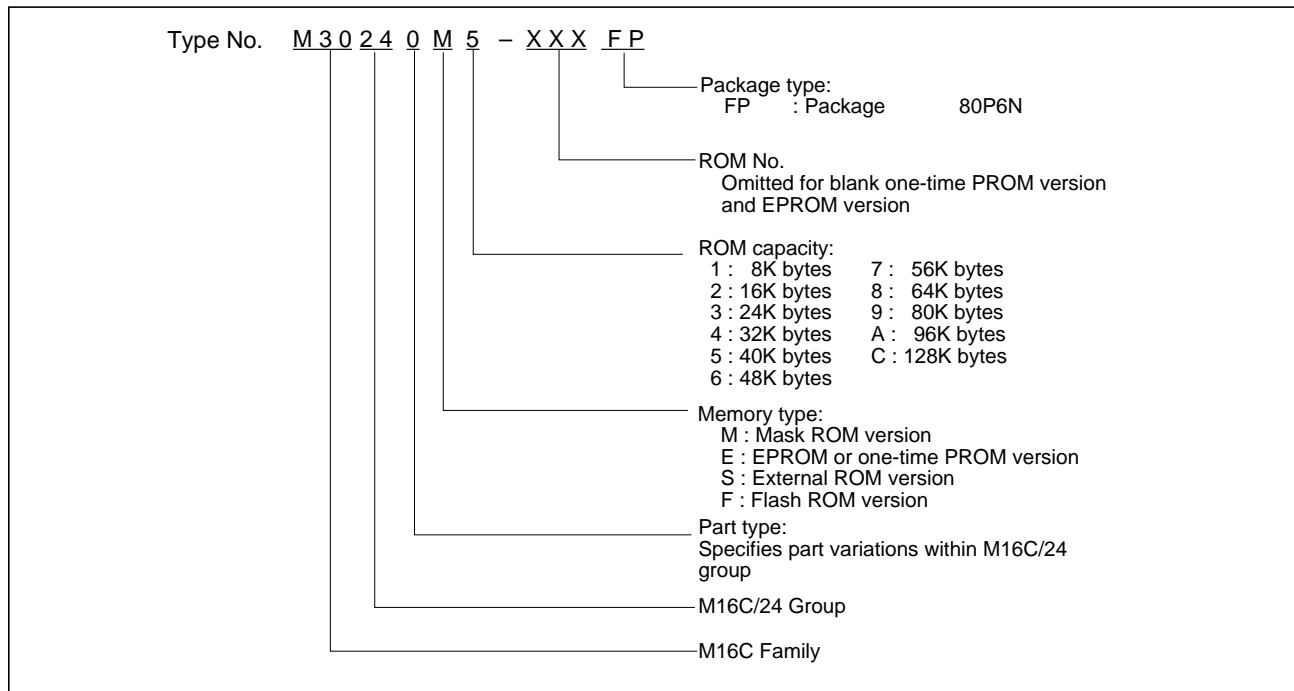 Type No. M 3 0 2 4 0 M 5 – X X X F P
Package type:
FP : Package 80P6N
ROM No.
Omitted for blank one-time PROM version
and EPROM version
ROM capacity:
1 : 8K bytes 7 : 56K bytes
2 : 16K bytes 8 : 64K bytes
3 : 24K bytes 9 : 80K bytes
4 : 32K bytes A : 96K bytes
5 : 40K bytes C : 128K bytes
6 : 48K bytes
Memory type:
M : Mask ROM version
E : EPROM or one-time PROM version
S : External ROM version
F : Flash ROM version
Part type:
Specifies part variations within M16C/24
group
M16C/24 Group
M16C Family